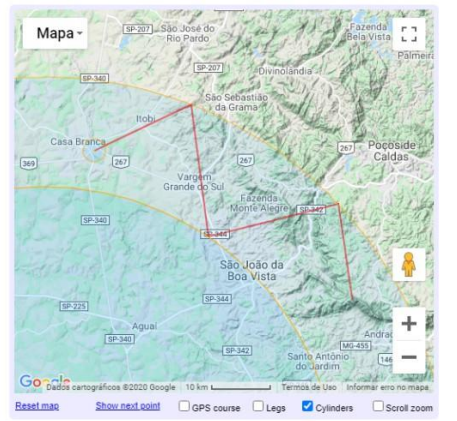 Mapa
SP-207
São José do
Rio Pardo
Fazenda
Bela Vista
Palmeira
SP-340
SP-207
Divinolândia
São Sebastião
da Grama
Itobi
Casa Branca
369
267
267
267
Poços de
Caldas
Vargem
Grande do Sul
Fazenda
Monte Alegre
SP-342
SP-340
SP-344
São João da
Boa Vista
SP-225
SP-344
Aguaí
SP-340
SP-342
Andra
MG-455
146
Santo Antônio
do Jardim
Google
Dados cartográficos ©2020 Google
10 km
Termos de Uso
Informar erro no mapa
Reset map
Show next point
GPS course
Legs
Cylinders
Scroll zoom